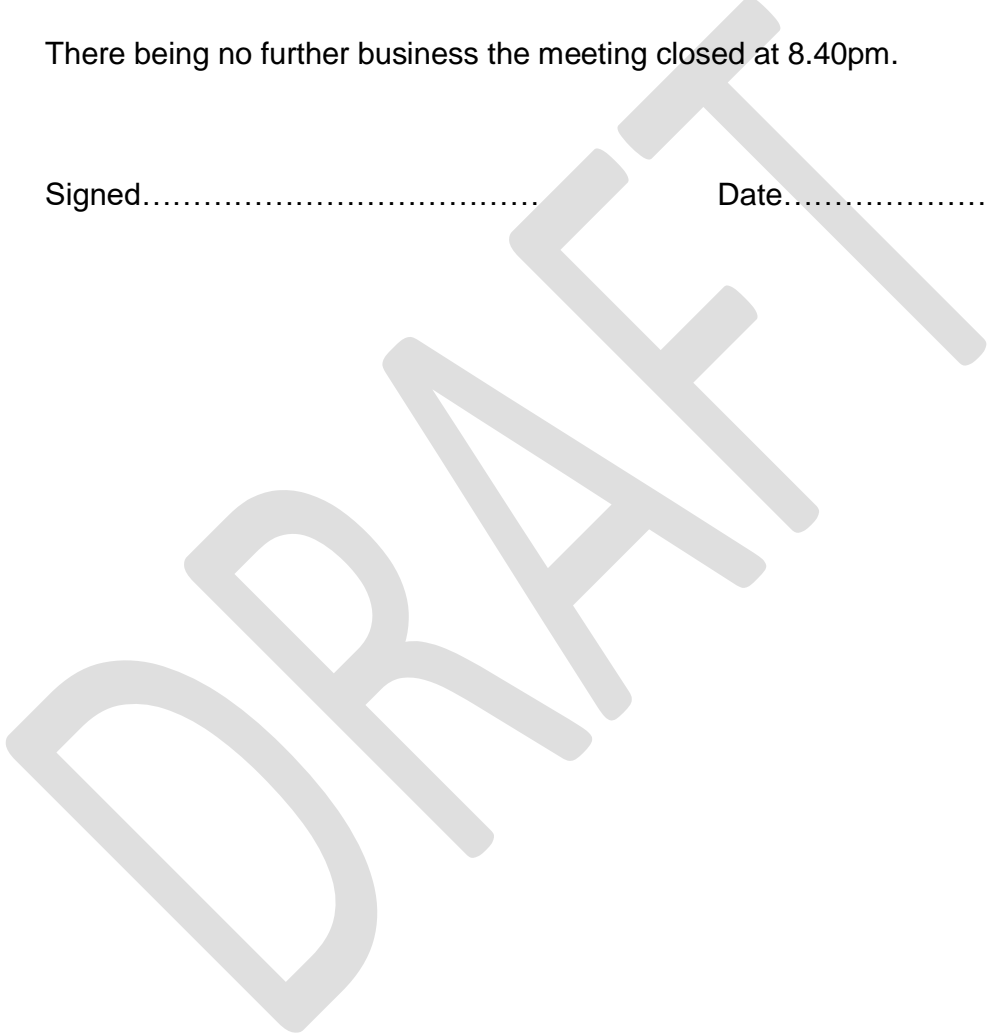 There being no further business the meeting closed at 8.40pm.
Signed………………………………… Date…………………
DRAFT